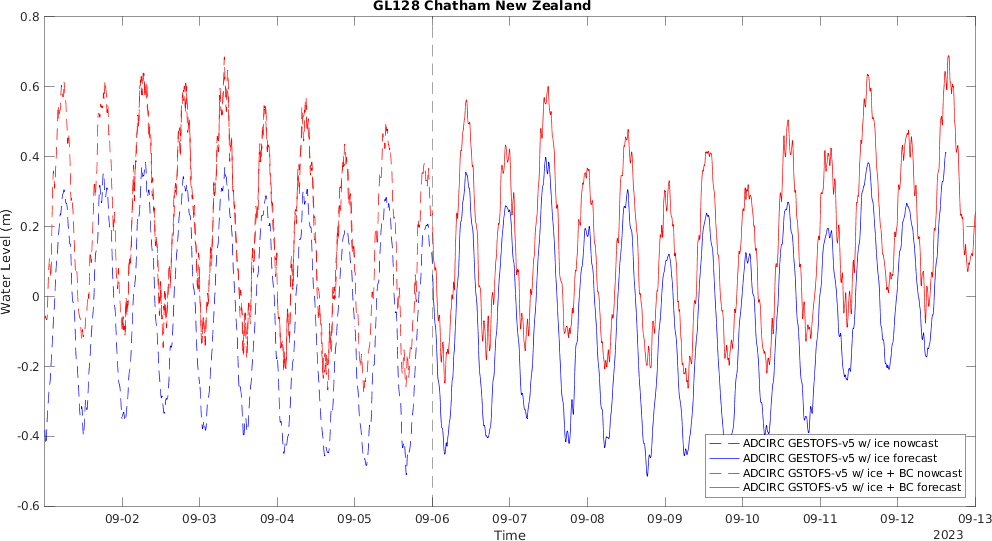 GL128 Chatham New Zealand
Water Level (m)
0.8
0.6
0.4
0.2
0
-0.2
-0.4
-0.6
ADCIRC GESTOFS-v5 w/ ice nowcast
ADCIRC GESTOFS-v5 w/ ice forecast
ADCIRC GSTOFS-v5 w/ ice + BC nowcast
ADCIRC GSTOFS-v5 w/ ice + BC forecast
09-02 09-03 09-04 09-05 09-06 09-07 09-08 09-09 09-10 09-11 09-12 09-13
Time
2023